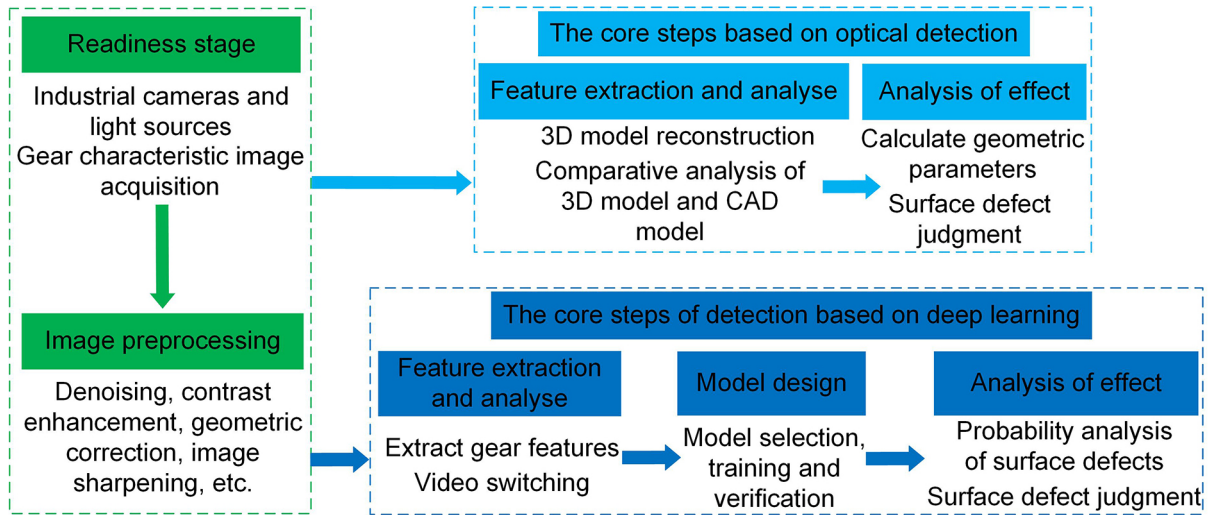 Readiness stage
Industrial cameras and
light sources
Gear characteristic image
acquisition
Image preprocessing
Denoising, contrast
enhancement, geometric
correction, image
sharpening, etc.
The core steps based on optical detection
Feature extraction and analyse
3D model reconstruction
Comparative analysis of
3D model and CAD
model
Analysis of effect
Calculate geometric
parameters
Surface defect
judgment
The core steps of detection based on deep learning
Feature extraction
and analyse
Extract gear features
Video switching
Model design
Model selection,
training and
verification
Analysis of effect
Probability analysis
of surface defects
Surface defect judgment